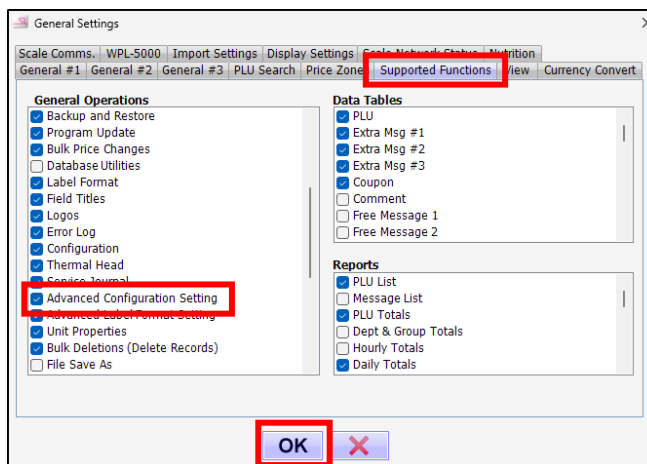 General Settings
Scale Comms. WPL-5000 Import Settings Display Settings Scale Network Status Nutrition
General #1 General #2 General #3 PLU Search Price Zone Supported Functions View Currency Convert
General Operations
Backup and Restore
Program Update
Bulk Price Changes
Database Utilities
Label Format
Field Titles
Logos
Error Log
Configuration
Thermal Head
Service Journal
Advanced Configuration Setting
Advanced Label Format Setting
Unit Properties
Bulk Deletions (Delete Records)
File Save As
Data Tables
PLU
Extra Msg #1
Extra Msg #2
Extra Msg #3
Coupon
Comment
Free Message 1
Free Message 2
Reports
PLU List
Message List
PLU Totals
Dept & Group Totals
Hourly Totals
Daily Totals
OK